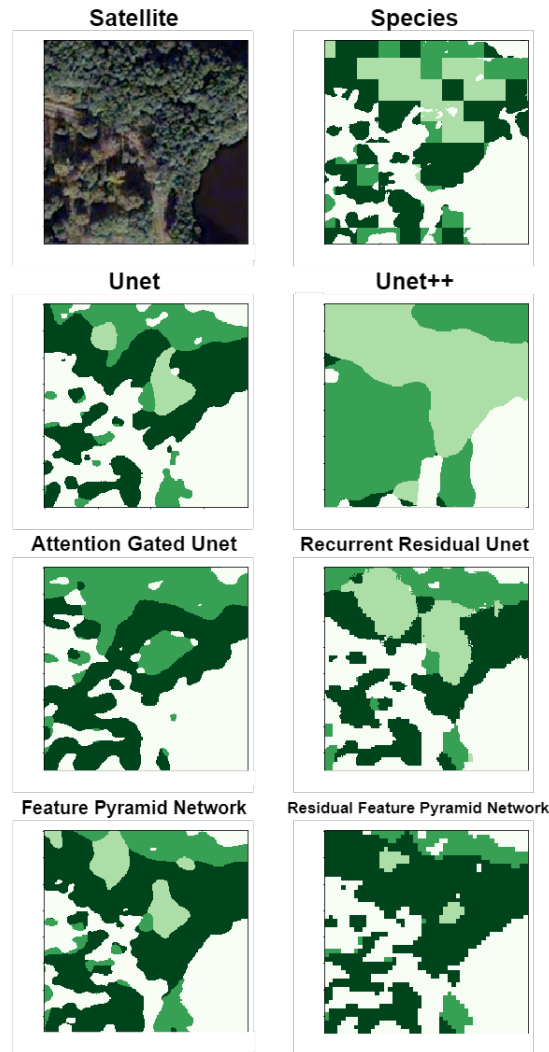 Satellite
Species
Unet
Unet++
Attention Gated Unet
Recurrent Residual Unet
Feature Pyramid Network
Residual Feature Pyramid Network